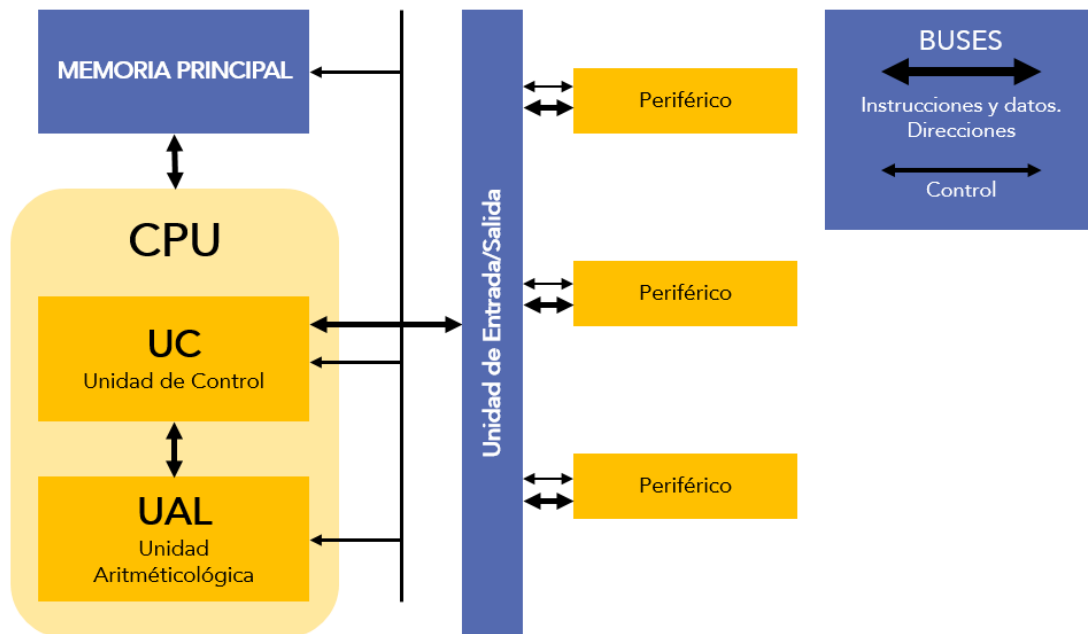 MEMORIA PRINCIPAL
CPU
UC
Unidad de Control
UAL
Unidad
Aritméticológica
Unidad de Entrada/Salida
Periférico
Periférico
Periférico
BUSES
Instrucciones y datos.
Direcciones
Control